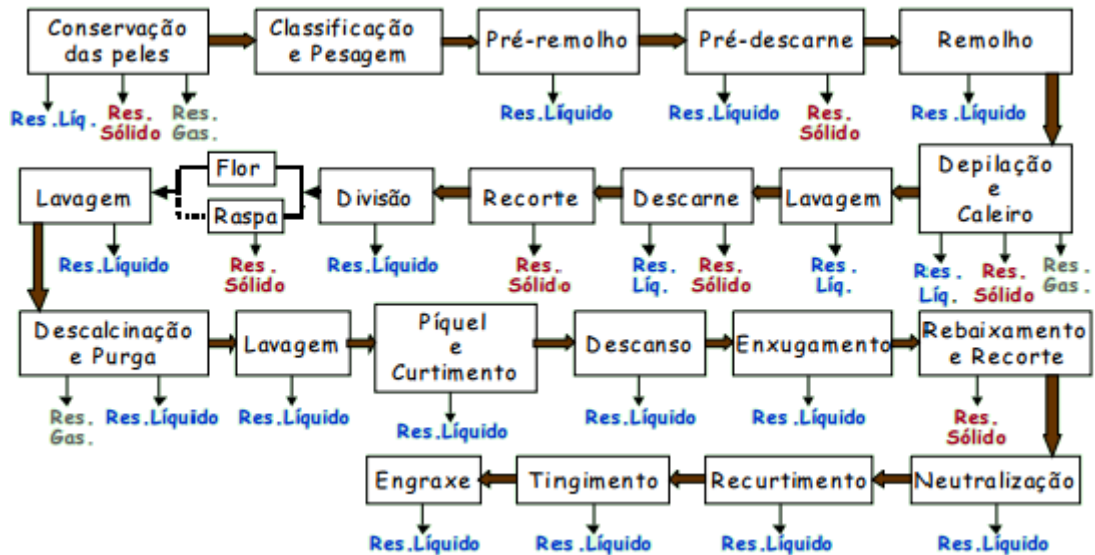 Conservação
das peles
Classificação
e Pesagem
Pré-remolho
Pré-descarne
Remolho
Res.Líq.
Res.
Sólido
Res.
Gas.
Res.Líquido
Res.Líquido
Res.
Sólido
Res.Líquido
Depilação
e
Caleiro
Lavagem
Descarne
Recorte
Divisão
Flor
Raspa
Lavagem
Res.
Líq.
Res.
Sólido
Res.
Gas.
Res.
Líq.
Res.
Líq.
Res.
Sólido
Res.
Sólido
Res.Líquido
Res.
Sólido
Res.Líquido
Descalcinação
e Purga
Lavagem
Píquel
e
Curtimento
Descanso
Enxugamento
Rebaixamento
e Recorte
Res.
Gas.
Res.Líquido
Res.Líquido
Res.Líquido
Res.Líquido
Res.Líquido
Res.
Sólido
Neutralização
Recurtimento
Tingimento
Engraxe
Res.Líquido
Res.Líquido
Res.Líquido
Res.Líquido